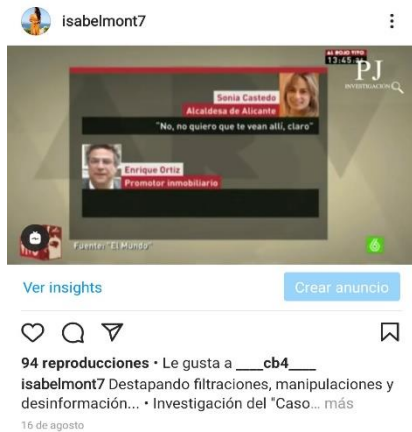 isabelmont7
AL ROJO VIVO
13:45
PJ
INVESTIGACIÓN
Sonia Castedo
Alcaldesa de Alicante
"No, no quiero que te vean allí, claro"
Enrique Ortiz
Promotor inmobiliario
Fuente: "El Mundo"
6
Ver insights
Crear anuncio
94 reproducciones • Le gusta a ____cb4____
isabelmont7 Destapando filtraciones, manipulaciones y
desinformación... • Investigación del "Caso... más
16 de agosto